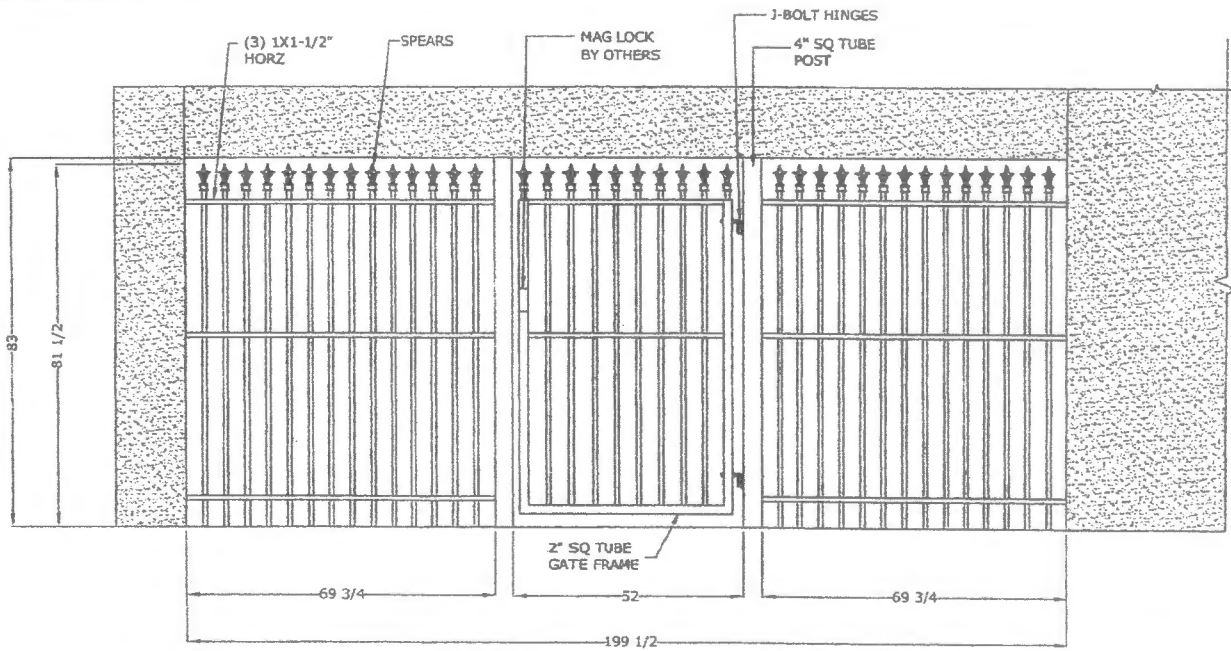 J-BOLT HINGES
(3) 1X1-1/2"
HORZ
SPEARS
MAG LOCK
BY OTHERS
4" SQ TUBE
POST
83
81 1/2
2" SQ TUBE
GATE FRAME
69 3/4
52
69 3/4
199 1/2